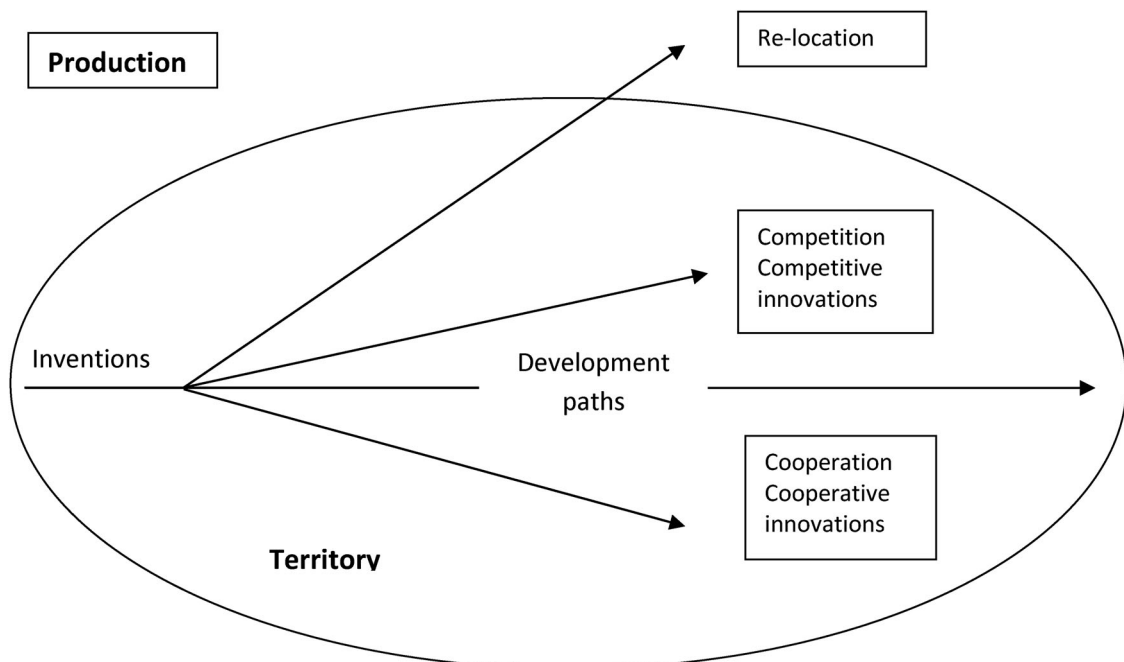 Re-location
Production
Competition
Competitive
innovations
Inventions
Development
paths
Cooperation
Cooperative
innovations
Territory